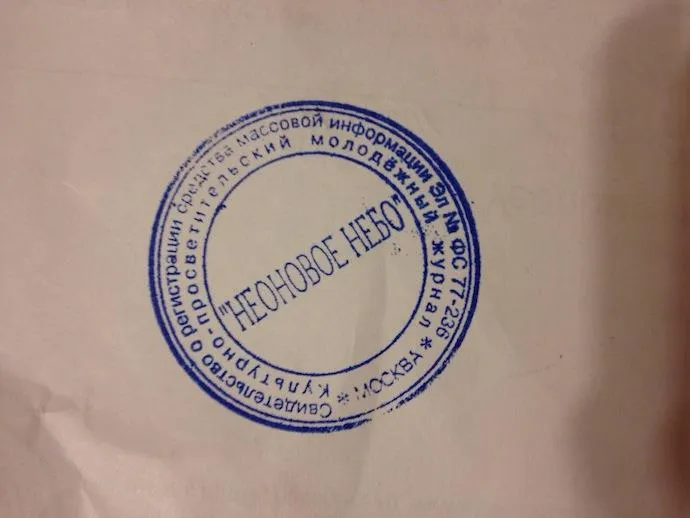 Свидетельство о регистрации средства массовой информации Эл № ФС 77-236
Культурно-просветительский молодёжный журнал * МОСКВА *
"НЕОНОВОЕ НЕБО"